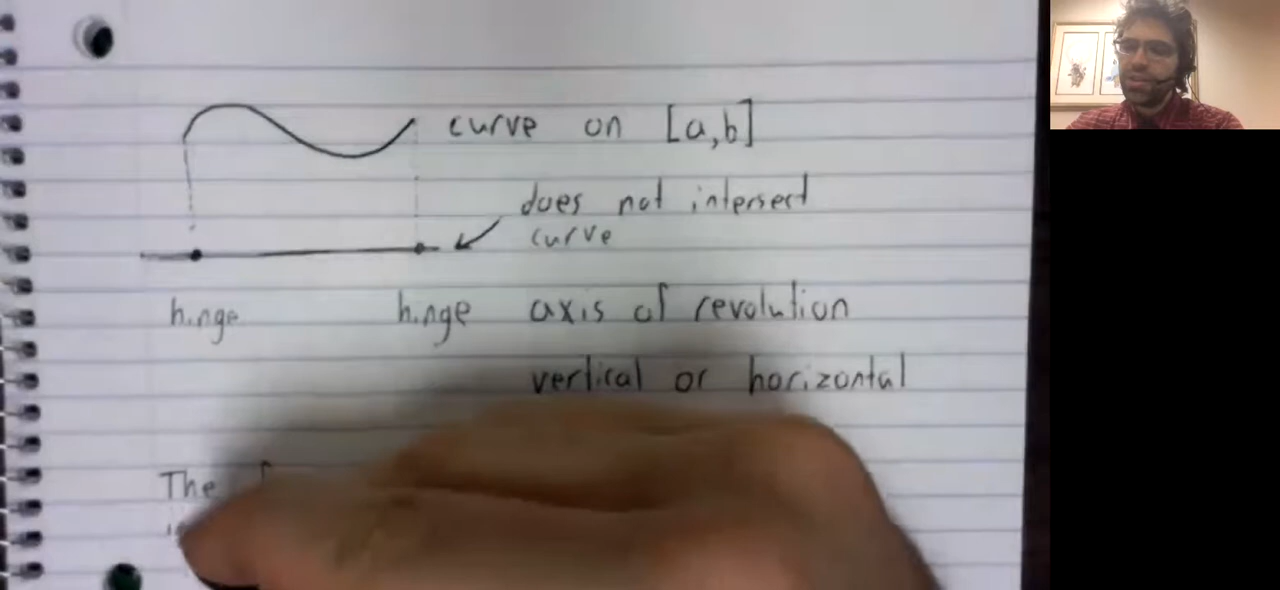 curve on [a,b]
does not intersect
curve
hinge hinge axis of revolution
vertical or horizontal
The